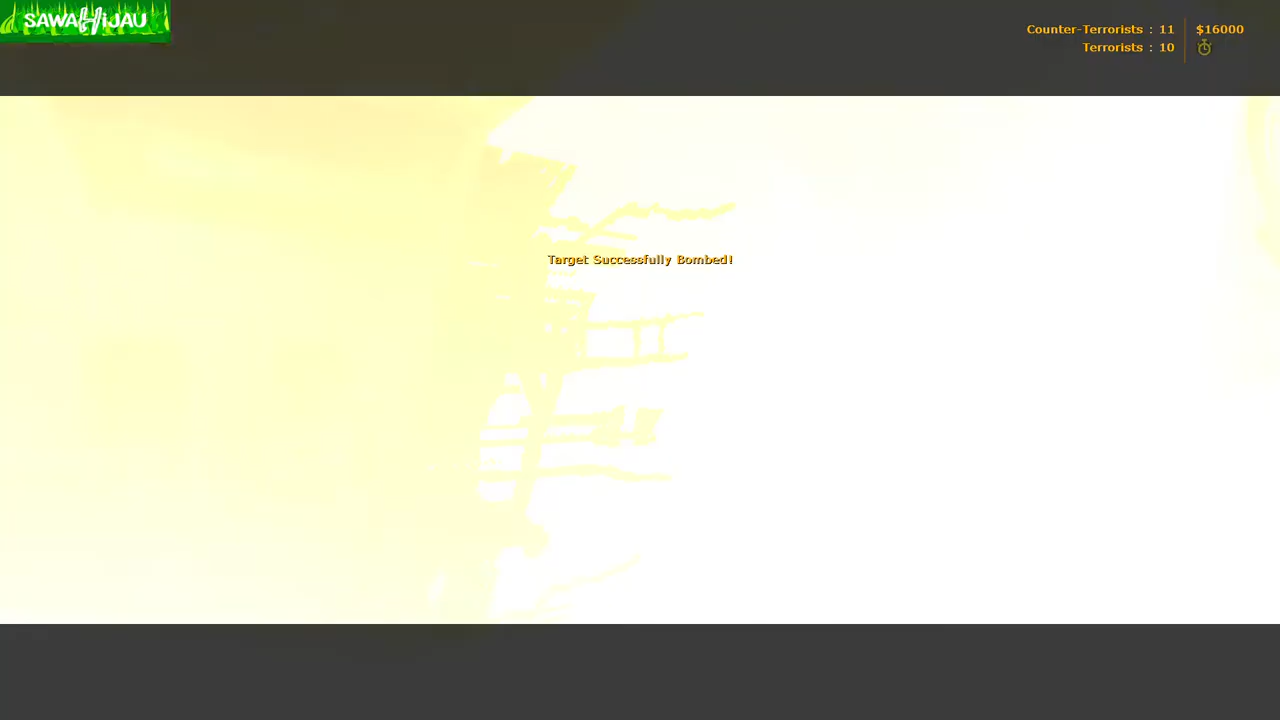 SAWAHIJAU
Counter-Terrorists : 11
$16000
Terrorists : 10
Target Successfully Bombed!